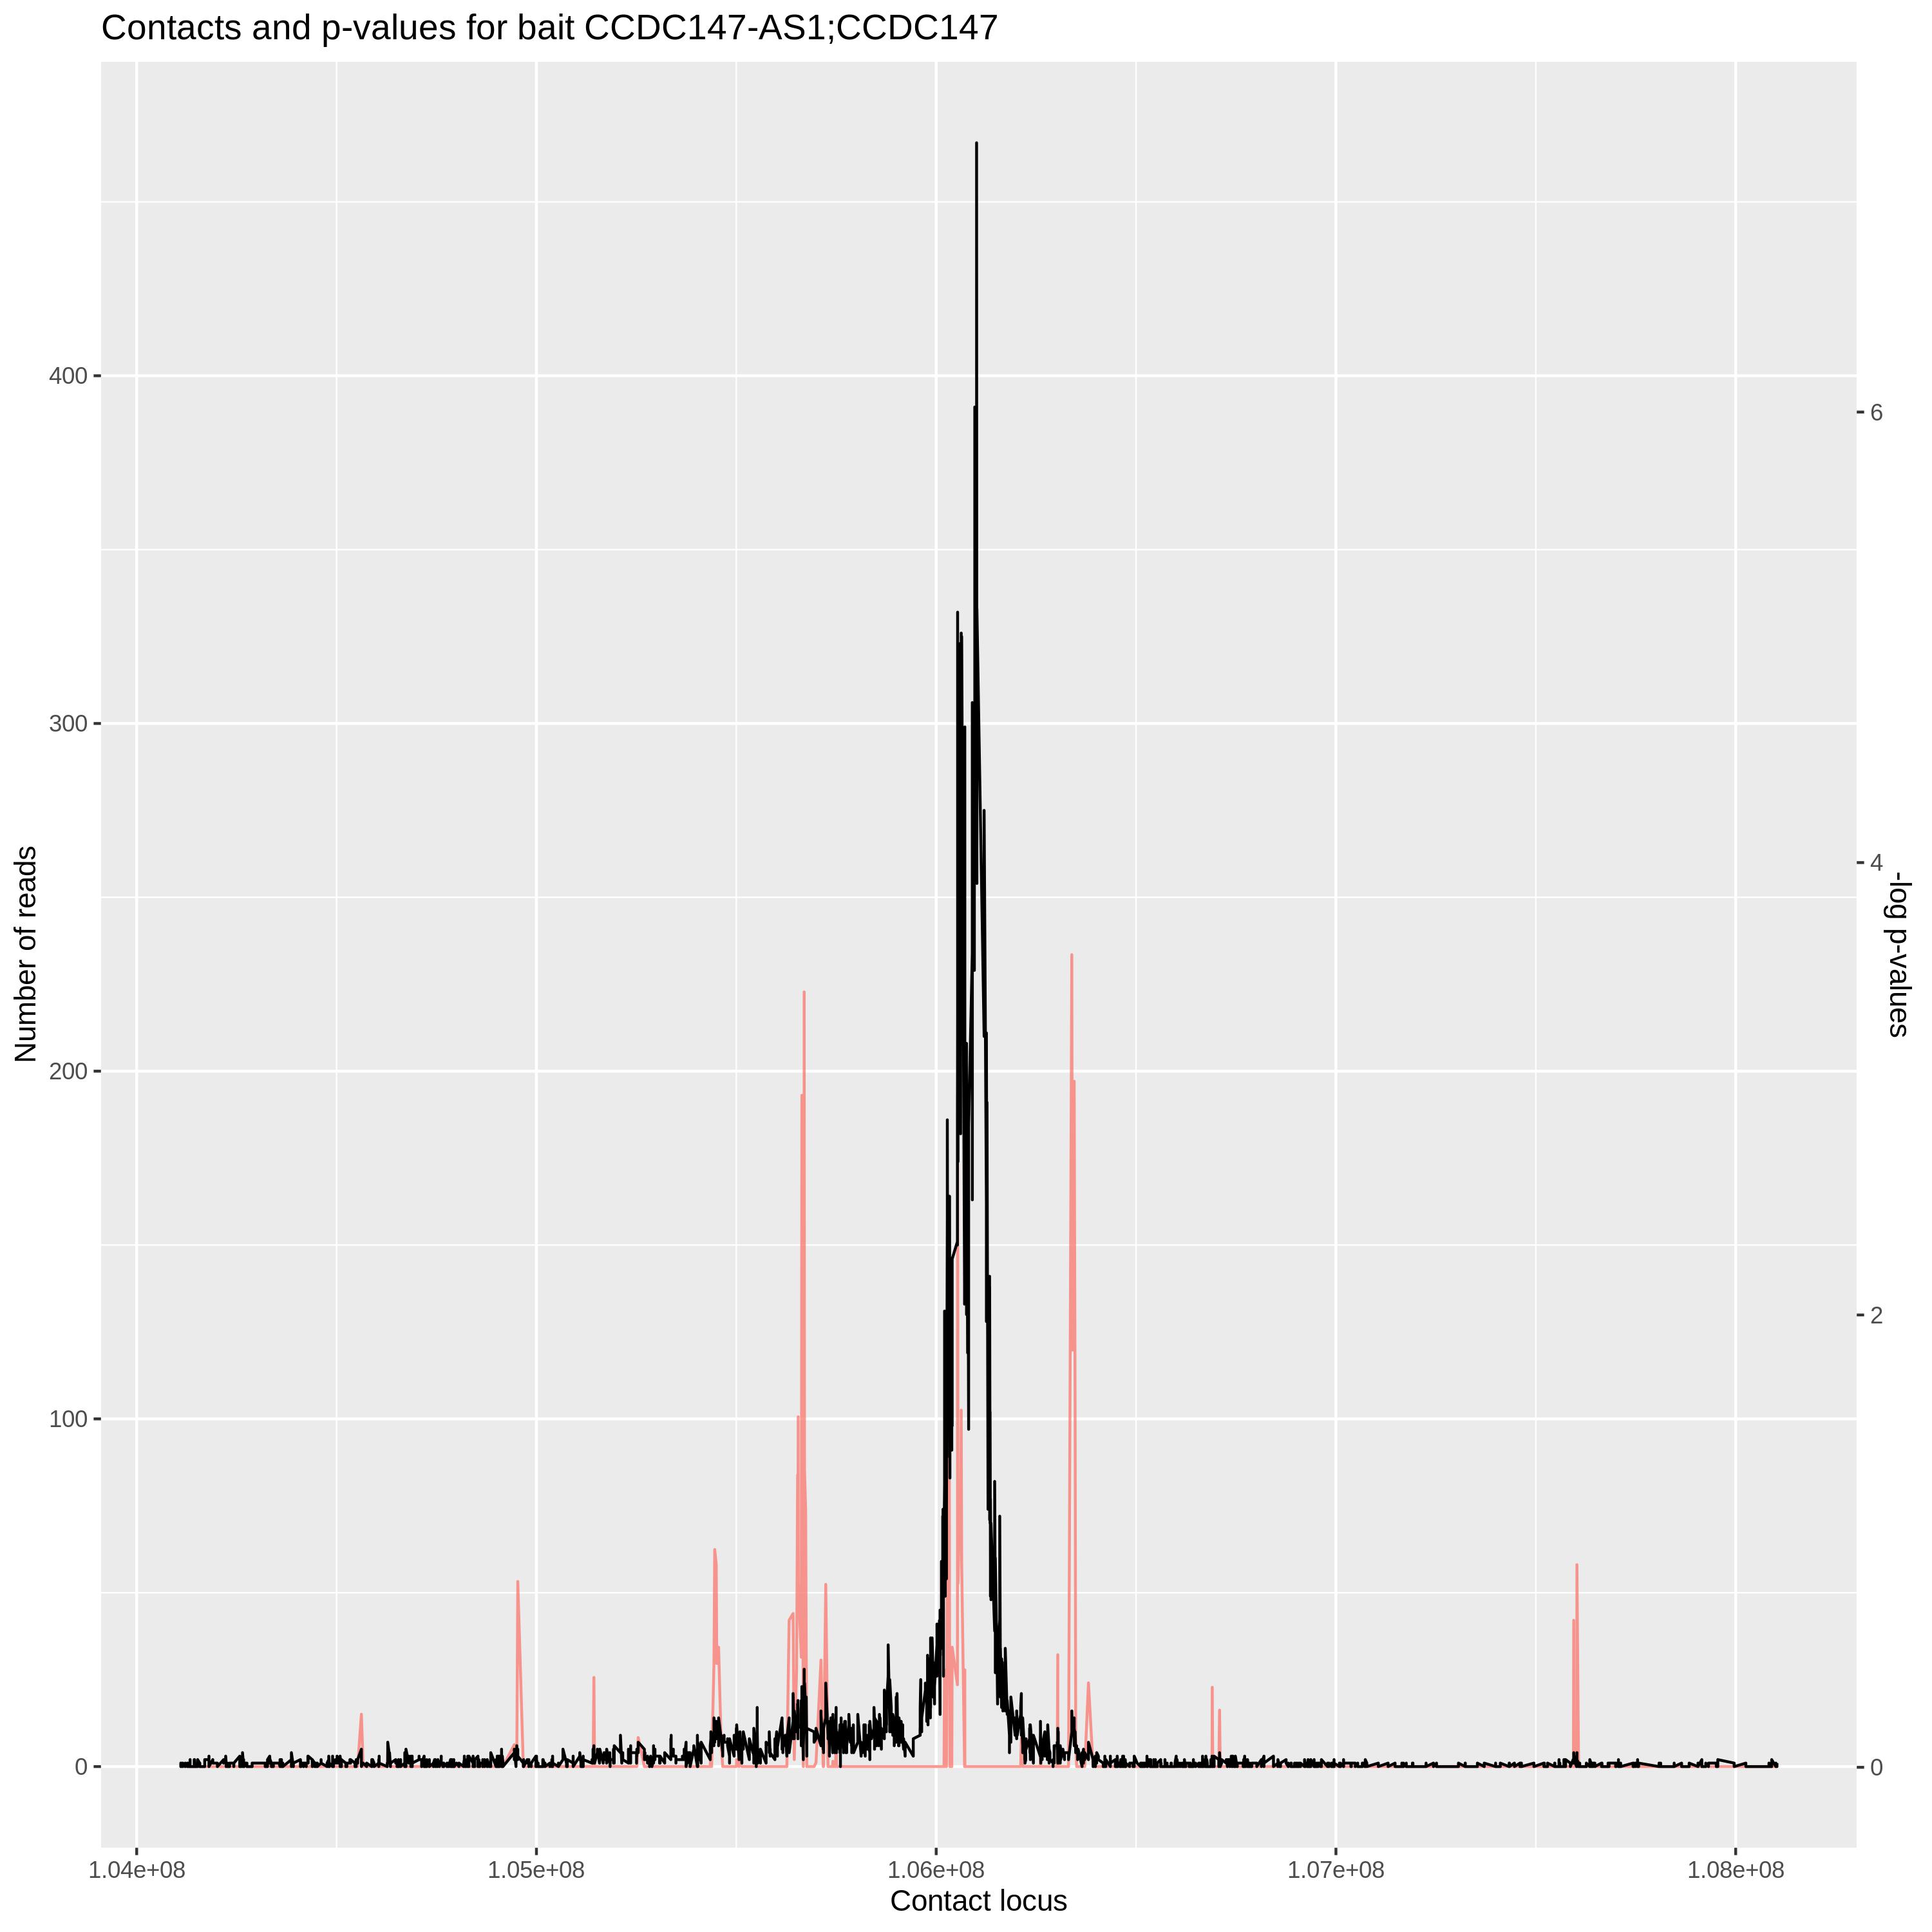 Contacts and p-values for bait CCDC147-AS1;CCDC147
400
300
200
100
0
Number of reads
6
4
2
0
-log p-values
1.04e+08
1.05e+08
1.06e+08
1.07e+08
1.08e+08
Contact locus